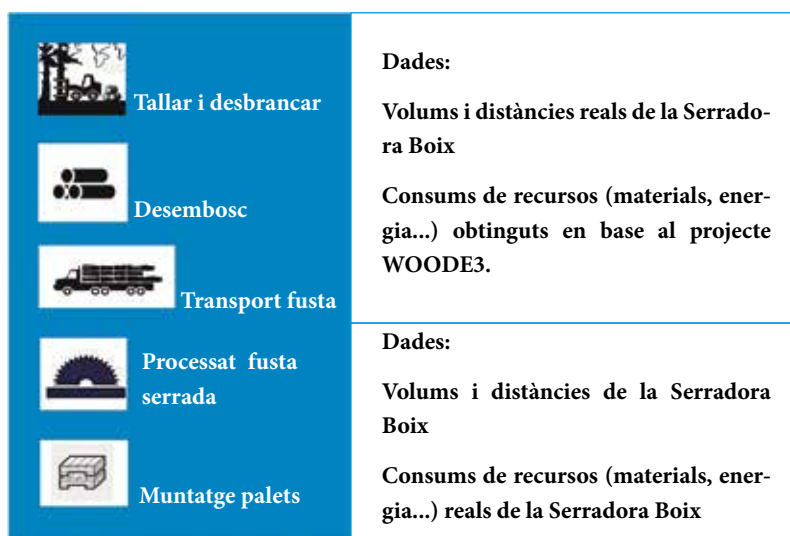 Tallar i desbrancar
Desembosc
Transport fusta
Processat fusta
serrada
Muntatge palets
Dades:
Volums i distàncies reals de la Serrado-
ra Boix
Consums de recursos (materials, ener-
gia...) obtinguts en base al projecte
WOODE3.
Dades:
Volums i distàncies de la Serradora
Boix
Consums de recursos (materials, ener-
gia...) reals de la Serradora Boix